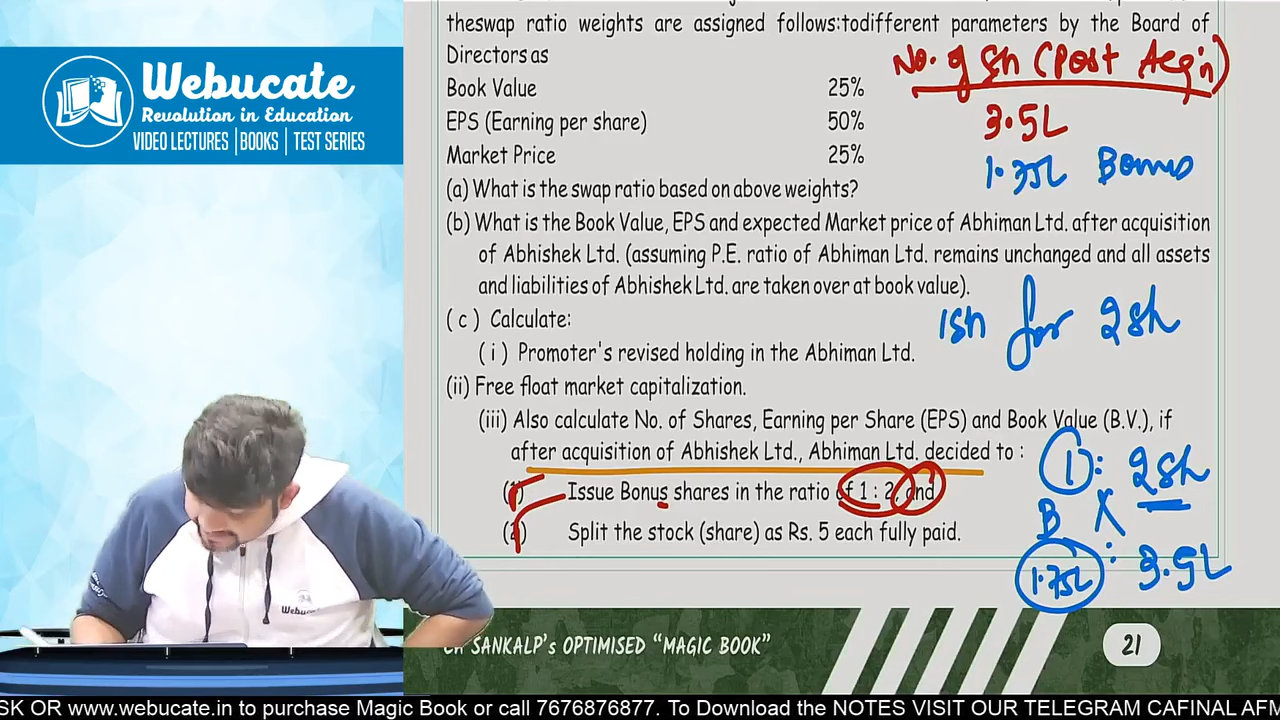 theswap ratio weights are assigned follows:todifferent parameters by the Board of
Directors as
Book Value 25%
EPS (Earning per share) 50%
Market Price 25%
(a) What is the swap ratio based on above weights?
(b) What is the Book Value, EPS and expected Market price of Abhiman Ltd. after acquisition
of Abhishek Ltd. (assuming P.E. ratio of Abhiman Ltd. remains unchanged and all assets
and liabilities of Abhishek Ltd. are taken over at book value).
( c ) Calculate:
( i ) Promoter's revised holding in the Abhiman Ltd.
(ii) Free float market capitalization.
(iii) Also calculate No. of Shares, Earning per Share (EPS) and Book Value (B.V.), if
after acquisition of Abhishek Ltd., Abhiman Ltd. decided to :
(1) Issue Bonus shares in the ratio of 1 : 2, and
(2) Split the stock (share) as Rs. 5 each fully paid.
No. of Sh (Post Acq'n)
3.5L
1.75L Bonus
1sh for 2sh
1 : 2sh
B X
1.75L : 3.5L
Webucate
Revolution in Education
VIDEO LECTURES | BOOKS | TEST SERIES
Webucate
SANKALP's OPTIMISED "MAGIC BOOK"
21
SK OR www.webucate.in to purchase Magic Book or call 7676876877. To Download the NOTES VISIT OUR TELEGRAM CAFINAL AFM